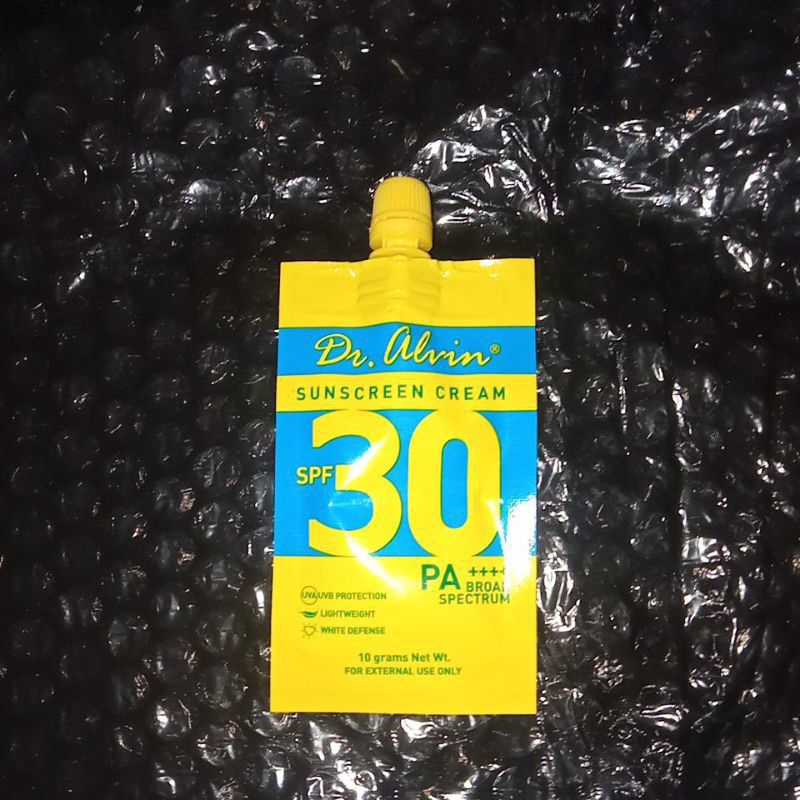 Dr. Alvin®
SUNSCREEN CREAM
SPF 30
PA ++++
BROAD
SPECTRUM
UVA UVB PROTECTION
LIGHTWEIGHT
WHITE DEFENSE
10 grams Net Wt.
FOR EXTERNAL USE ONLY